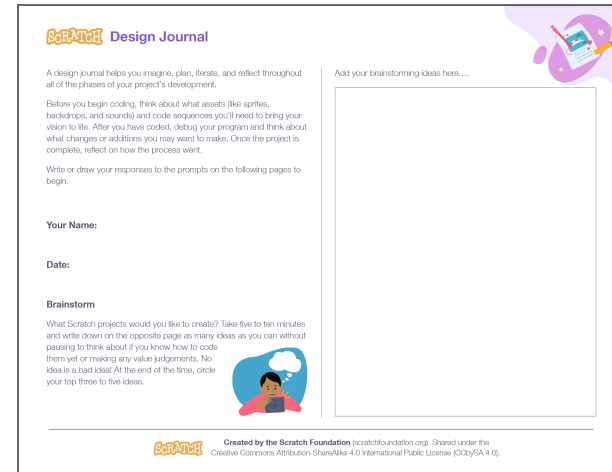 SCRATCH Design Journal
A design journal helps you imagine, plan, iterate, and reflect throughout
all of the phases of your project's development.
Before you begin coding, think about what assets (like sprites,
backdrops, and sounds) and code sequences you'll need to bring your
vision to life. After you have coded, debug your program and think about
what changes or additions you may want to make. Once the project is
complete, reflect on how the process went.
Write or draw your responses to the prompts on the following pages to
begin.
Your Name:
Date:
Brainstorm
What Scratch projects would you like to create? Take five to ten minutes
and write down on the opposite page as many ideas as you can without
pausing to think about if you know how to code
them yet or making any value judgements. No
idea is a bad idea! At the end of the time, circle
your top three to five ideas.
Add your brainstorming ideas here....
SCRATCH
Created by the Scratch Foundation (scratchfoundation.org). Shared under the
Creative Commons Attribution-ShareAlike 4.0 International Public License (CCbySA 4.0).